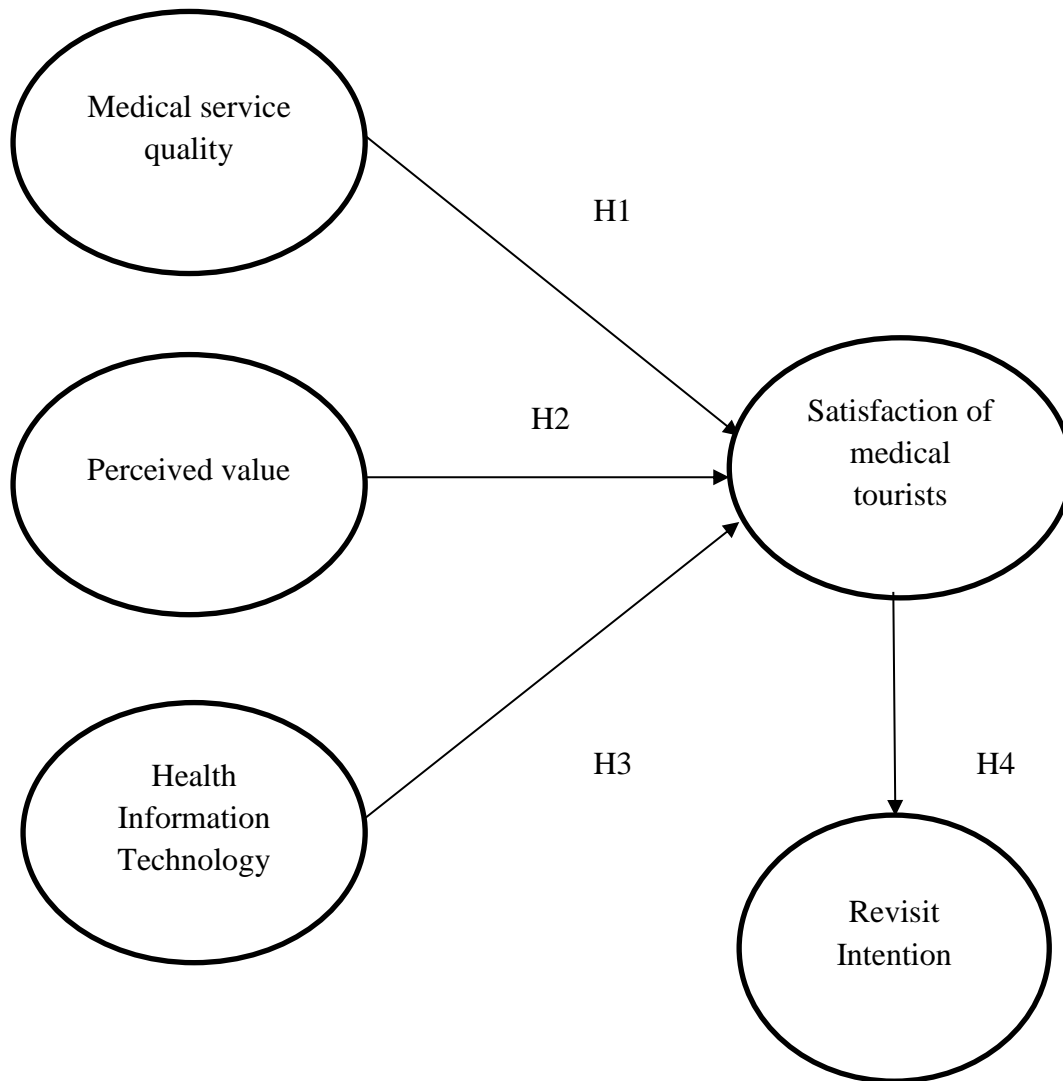 Medical service
quality
H1
Perceived value
H2
Satisfaction of
medical
tourists
Health
Information
Technology
H3
H4
Revisit
Intention